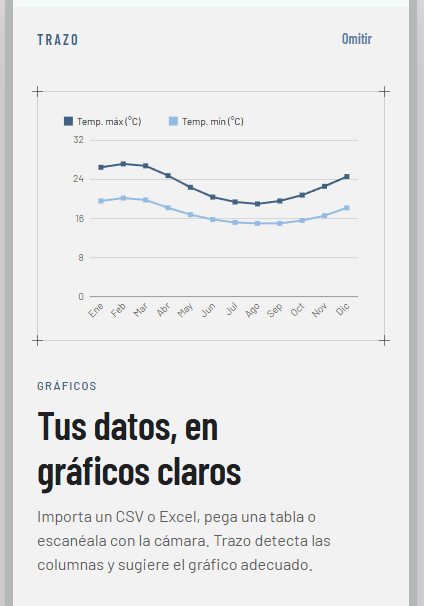 TRAZO
Omitir
Temp. máx (°C)
Temp. mín (°C)
32
24
16
8
0
Ene
Feb
Mar
Abr
May
Jun
Jul
Ago
Sep
Oct
Nov
Dic
GRÁFICOS
Tus datos, en
gráficos claros
Importa un CSV o Excel, pega una tabla o
escanéala con la cámara. Trazo detecta las
columnas y sugiere el gráfico adecuado.